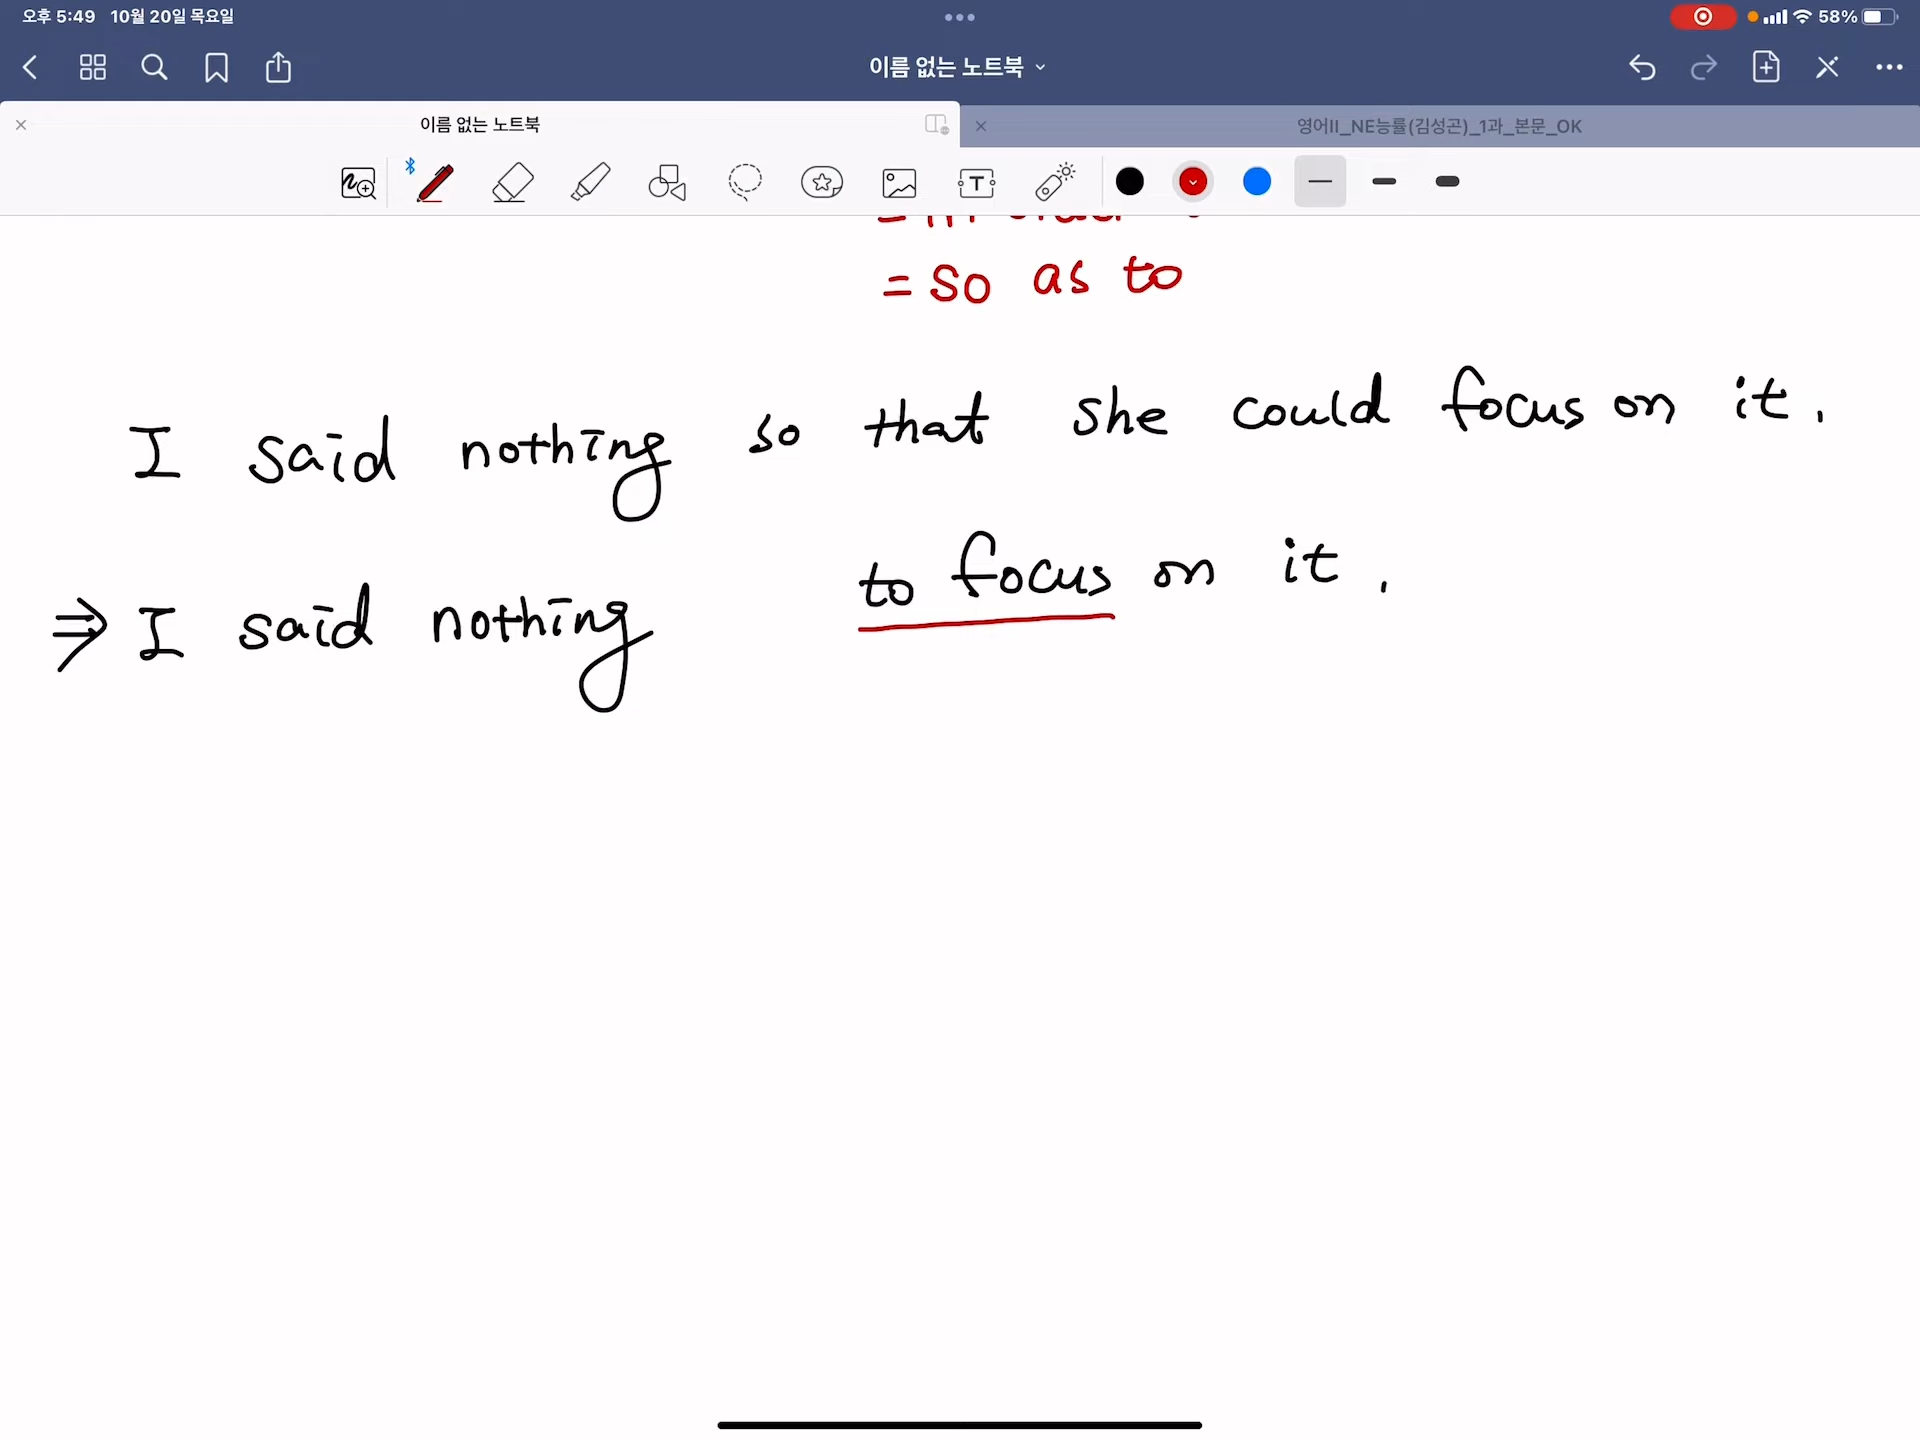 오후 5:49 10월 20일 목요일
58%
이름 없는 노트북
이름 없는 노트북
영어II_NE능률(김성곤)_1과_본문_OK
= so as to
I said nothing so that she could focus on it.
⇒ I said nothing to focus on it.